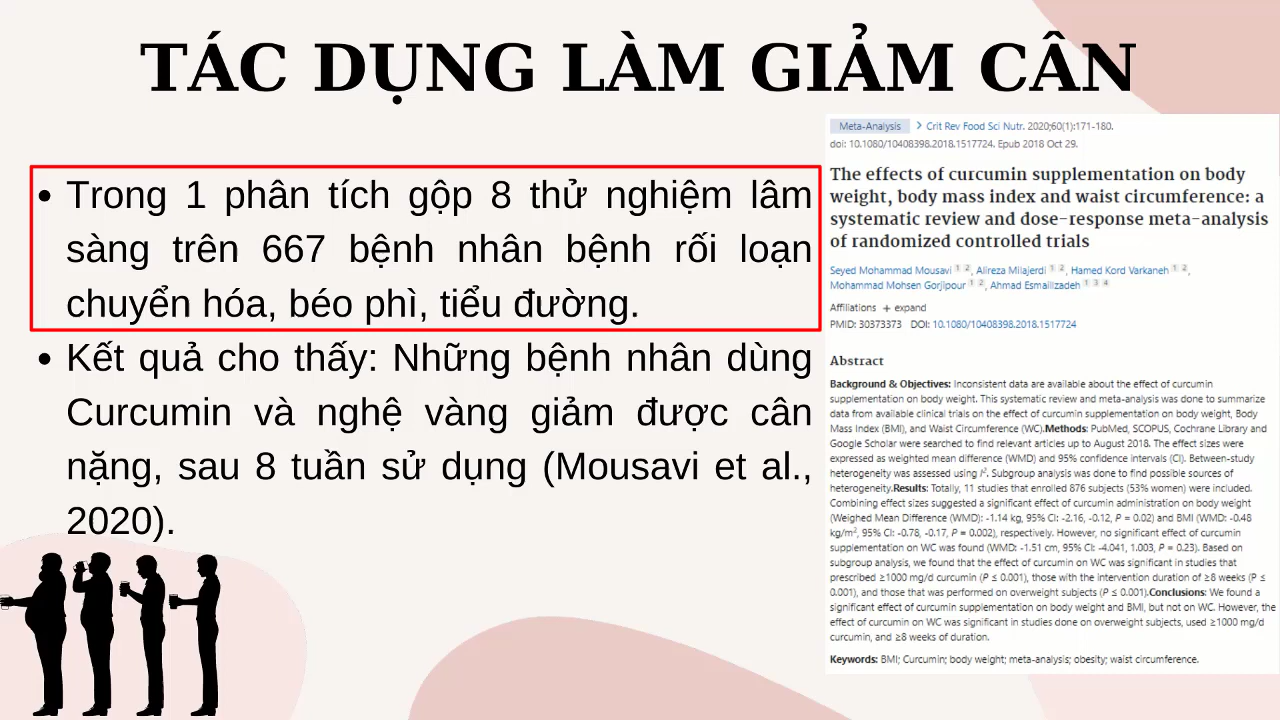 TÁC DỤNG LÀM GIẢM CÂN
• Trong 1 phân tích gộp 8 thử nghiệm lâm
sàng trên 667 bệnh nhân bệnh rối loạn
chuyển hóa, béo phì, tiểu đường.
• Kết quả cho thấy: Những bệnh nhân dùng
Curcumin và nghệ vàng giảm được cân
nặng, sau 8 tuần sử dụng (Mousavi et al.,
2020).
Meta-Analysis > Crit Rev Food Sci Nutr. 2020;60(1):171-180.
doi: 10.1080/10408398.2018.1517724. Epub 2018 Oct 29.
The effects of curcumin supplementation on body
weight, body mass index and waist circumference: a
systematic review and dose-response meta-analysis
of randomized controlled trials
Seyed Mohammad Mousavi 1 2, Alireza Milajerdi 1 2, Hamed Kord Varkaneh 1 2,
Mohammad Mohsen Gorjipour 1 2, Ahmad Esmaillzadeh 1 3 4
Affiliations + expand
PMID: 30373373 DOI: 10.1080/10408398.2018.1517724
Abstract
Background & Objectives: Inconsistent data are available about the effect of curcumin
supplementation on body weight. This systematic review and meta-analysis was done to summarize
data from available clinical trials on the effect of curcumin supplementation on body weight, Body
Mass Index (BMI), and Waist Circumference (WC).Methods: PubMed, SCOPUS, Cochrane Library and
Google Scholar were searched to find relevant articles up to August 2018. The effect sizes were
expressed as weighted mean difference (WMD) and 95% confidence intervals (CI). Between-study
heterogeneity was assessed using I². Subgroup analysis was done to find possible sources of
heterogeneity.Results: Totally, 11 studies that enrolled 876 subjects (53% women) were included.
Combining effect sizes suggested a significant effect of curcumin administration on body weight
(Weighed Mean Difference (WMD): -1.14 kg, 95% CI: -2.16, -0.12, P = 0.02) and BMI (WMD: -0.48
kg/m², 95% CI: -0.78, -0.17, P = 0.002), respectively. However, no significant effect of curcumin
supplementation on WC was found (WMD: -1.51 cm, 95% CI: -4.041, 1.003, P = 0.23). Based on
subgroup analysis, we found that the effect of curcumin on WC was significant in studies that
prescribed ≥1000 mg/d curcumin (P ≤ 0.001), those with the intervention duration of ≥8 weeks (P ≤
0.001), and those that was performed on overweight subjects (P ≤ 0.001).Conclusions: We found a
significant effect of curcumin supplementation on body weight and BMI, but not on WC. However, the
effect of curcumin on WC was significant in studies done on overweight subjects, used ≥1000 mg/d
curcumin, and ≥8 weeks of duration.
Keywords: BMI; Curcumin; body weight; meta-analysis; obesity; waist circumference.